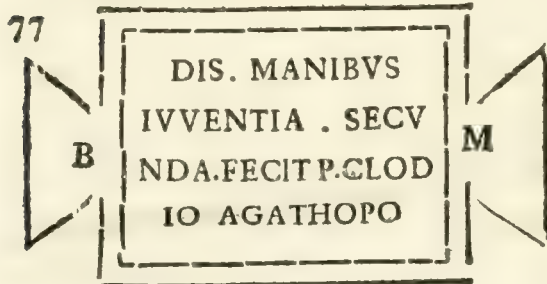 77
DIS. MANIBVS
IVVENTIA . SECV
B
M
NDA.FECIT P.CLOD
IO AGATHOPO